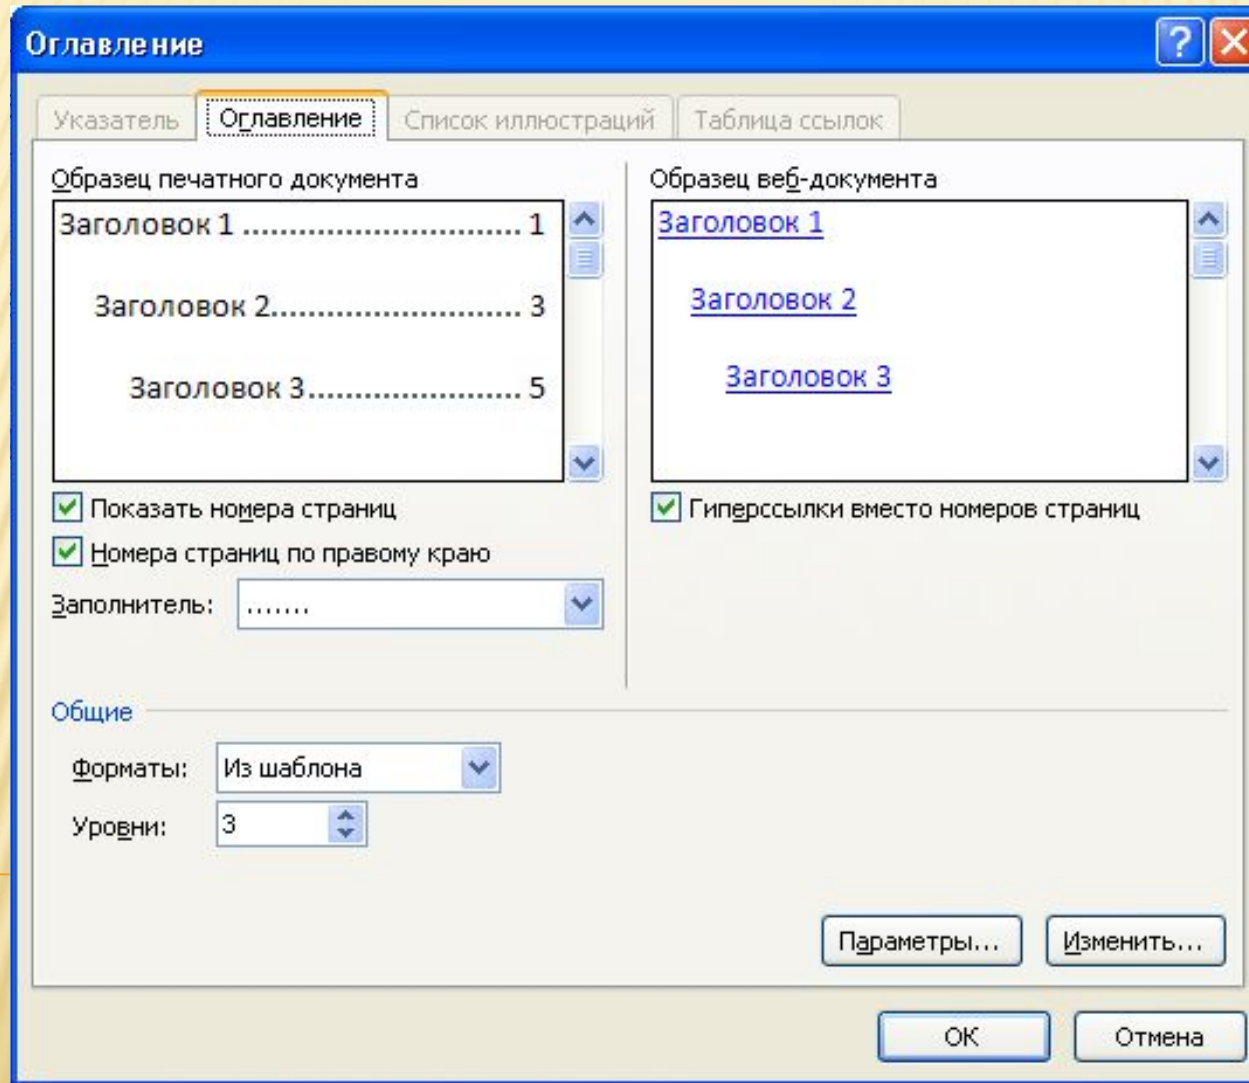 Оглавление
Указатель Оглавление Список иллюстраций Таблица ссылок
Образец печатного документа
Заголовок 1 ............................. 1
Заголовок 2.......................... 3
Заголовок 3....................... 5
Показать номера страниц
Номера страниц по правому краю
Заполнитель: .......
Образец веб-документа
Заголовок 1
Заголовок 2
Заголовок 3
Гиперссылки вместо номеров страниц
Общие
Форматы: Из шаблона
Уровни: 3
Параметры... Изменить...
ОК Отмена